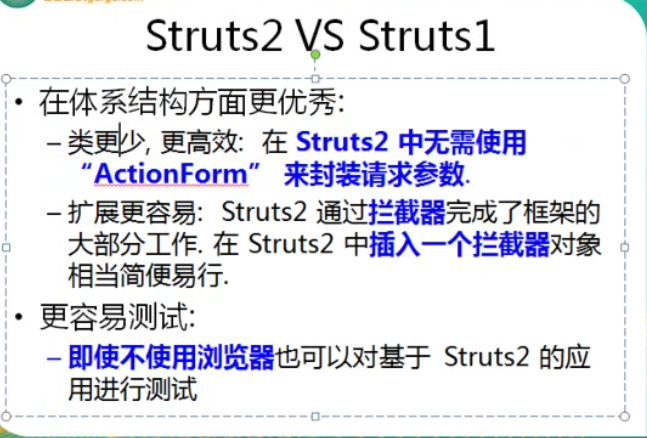 Struts2 VS Struts1
• 在体系结构方面更优秀:
– 类更少, 更高效: 在 Struts2 中无需使用
“ActionForm” 来封装请求参数.
– 扩展更容易: Struts2 通过拦截器完成了框架的
大部分工作. 在 Struts2 中插入一个拦截器对象
相当简便易行.
• 更容易测试:
– 即使不使用浏览器也可以对基于 Struts2 的应
用进行测试